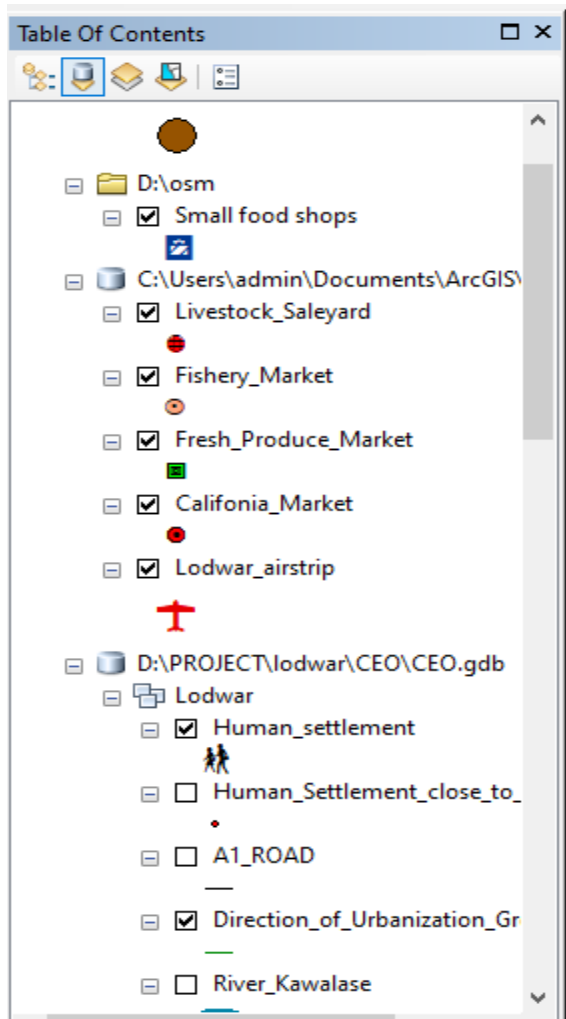 Table Of Contents
D:\osm
Small food shops
C:\Users\admin\Documents\ArcGIS\
Livestock_Saleyard
Fishery_Market
Fresh_Produce_Market
Califonia_Market
Lodwar_airstrip
D:\PROJECT\lodwar\CEO\CEO.gdb
Lodwar
Human_settlement
Human_Settlement_close_to_
A1_ROAD
Direction_of_Urbanization_Gr
River_Kawalase